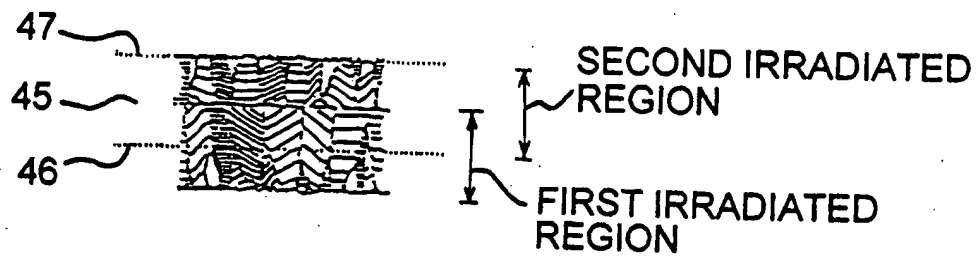 47
45
46
SECOND IRRADIATED
REGION
FIRST IRRADIATED
REGION